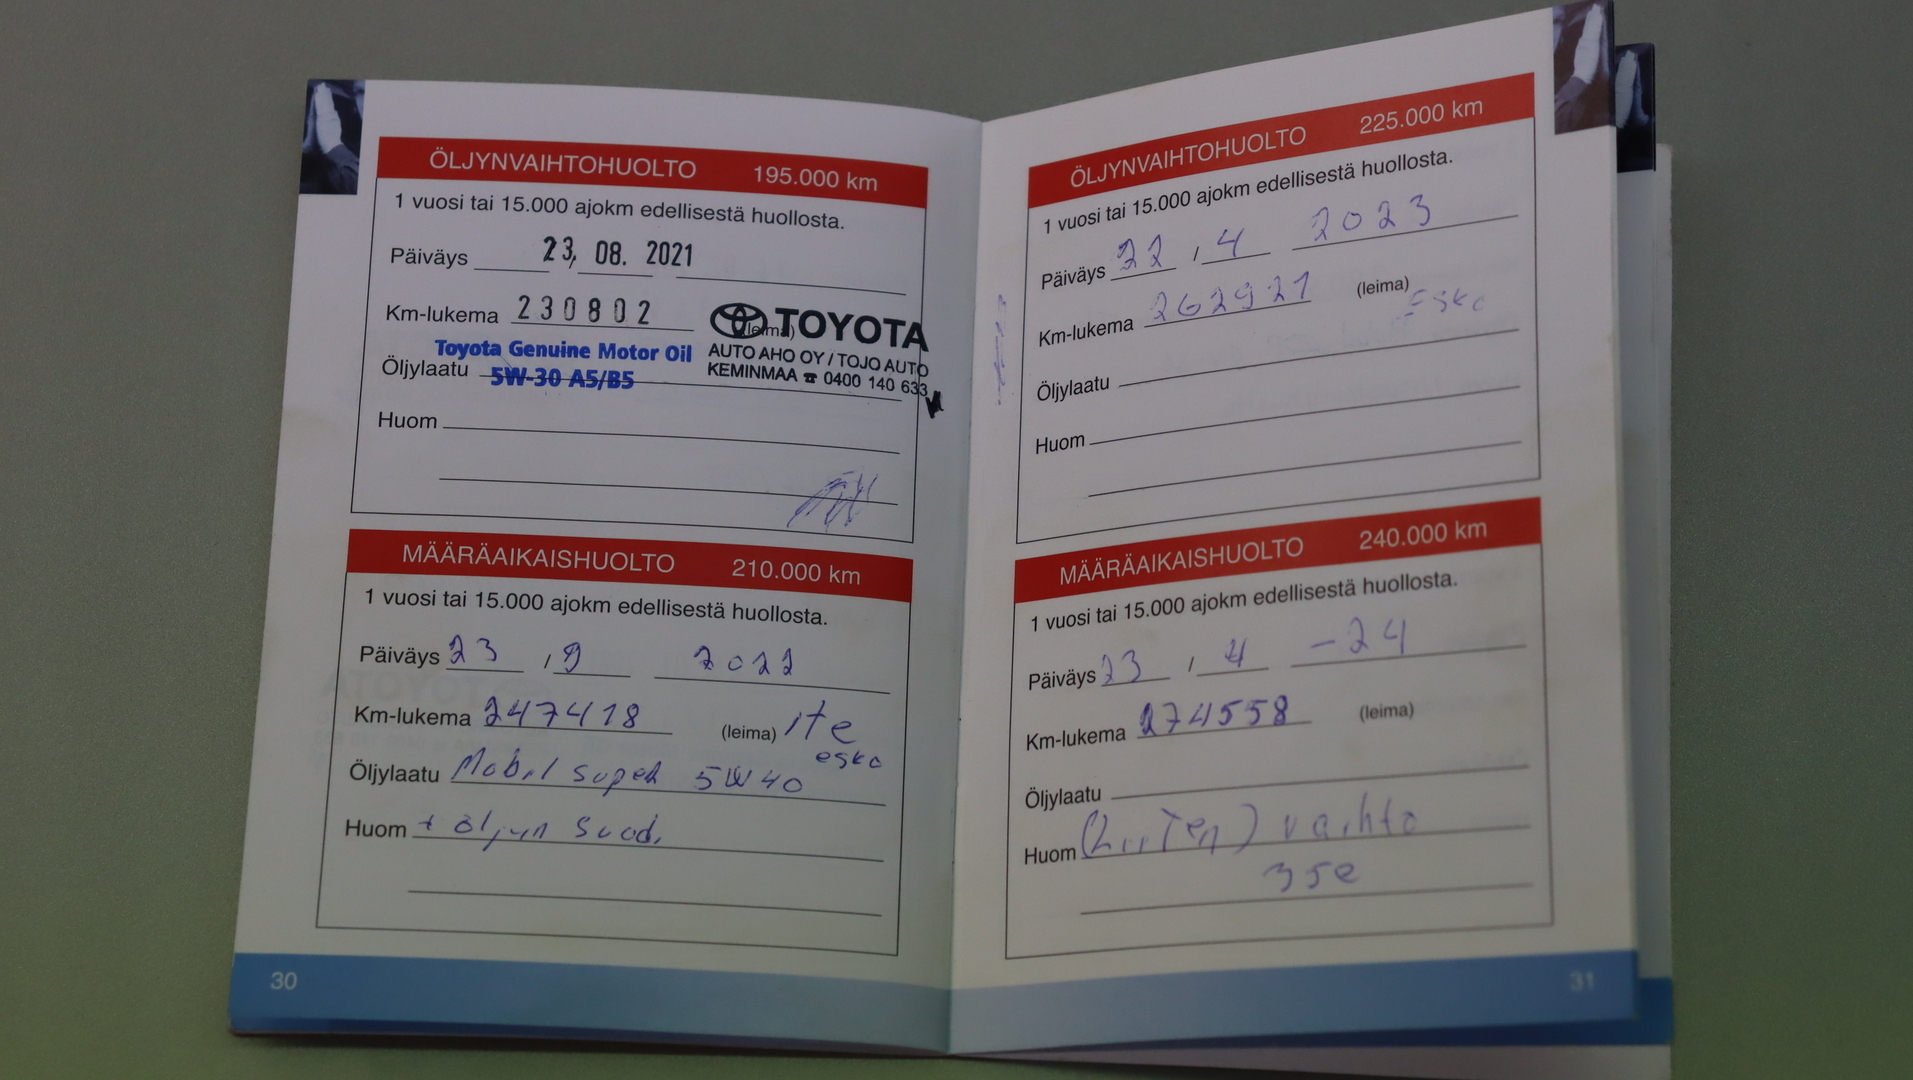 ÖLJYNVAIHTOHUOLTO 195.000 km
1 vuosi tai 15.000 ajokm edellisestä huollosta.
Päiväys 23, 08. 2021
Km-lukema 230802 (leima) TOYOTA
Toyota Genuine Motor Oil AUTO AHO OY / TOJO AUTO
Öljylaatu 5W-30 A5/B5 KEMINMAA ☎ 0400 140 633
Huom
MÄÄRÄAIKAISHUOLTO 210.000 km
1 vuosi tai 15.000 ajokm edellisestä huollosta.
Päiväys 23 / 9 2022
Km-lukema 247418 (leima) ite
esko
Öljylaatu Mobil super 5W40
Huom + öljyn suod.
30
ÖLJYNVAIHTOHUOLTO 225.000 km
1 vuosi tai 15.000 ajokm edellisestä huollosta.
Päiväys 22 / 4 2023
Km-lukema 262921 (leima) Esko
Öljylaatu
Huom
MÄÄRÄAIKAISHUOLTO 240.000 km
1 vuosi tai 15.000 ajokm edellisestä huollosta.
Päiväys 23 / 4 -24
Km-lukema 274558 (leima)
Öljylaatu
Huom vaihto
35e
31